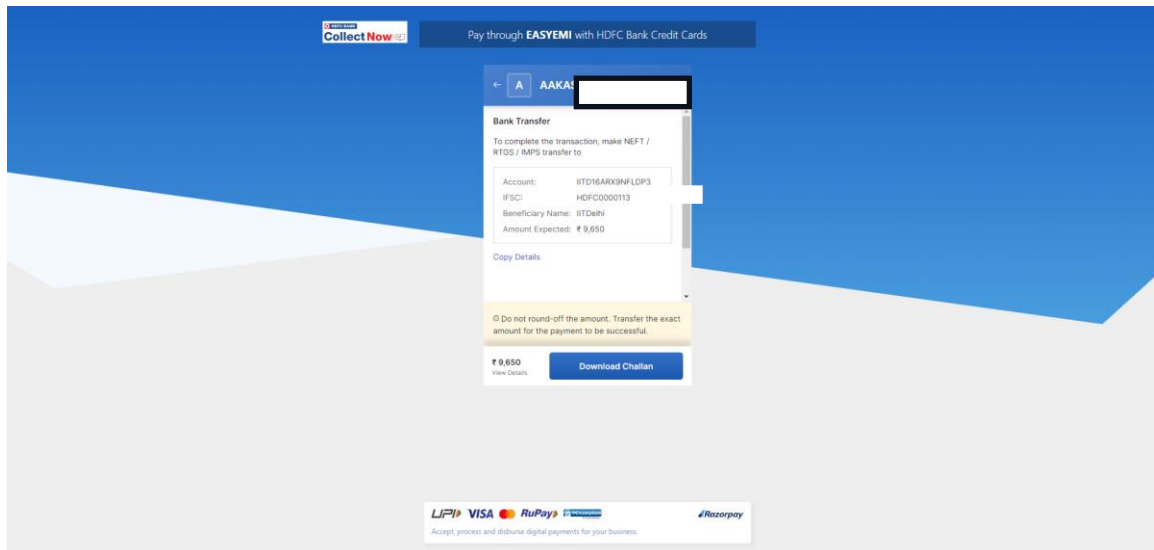 HDFC BANK
Collect Now
Pay through EASYEMI with HDFC Bank Credit Cards
← A AAKAS
Bank Transfer
To complete the transaction, make NEFT /
RTGS / IMPS transfer to
Account: IITD16ARX9NFLDP3
IFSC: HDFC0000113
Beneficiary Name: IITDelhi
Amount Expected: ₹ 9,650
Copy Details
Do not round-off the amount. Transfer the exact
amount for the payment to be successful.
₹ 9,650
View Details
Download Challan
UPI VISA RuPay
Razorpay
Accept, process and disburse digital payments for your business.